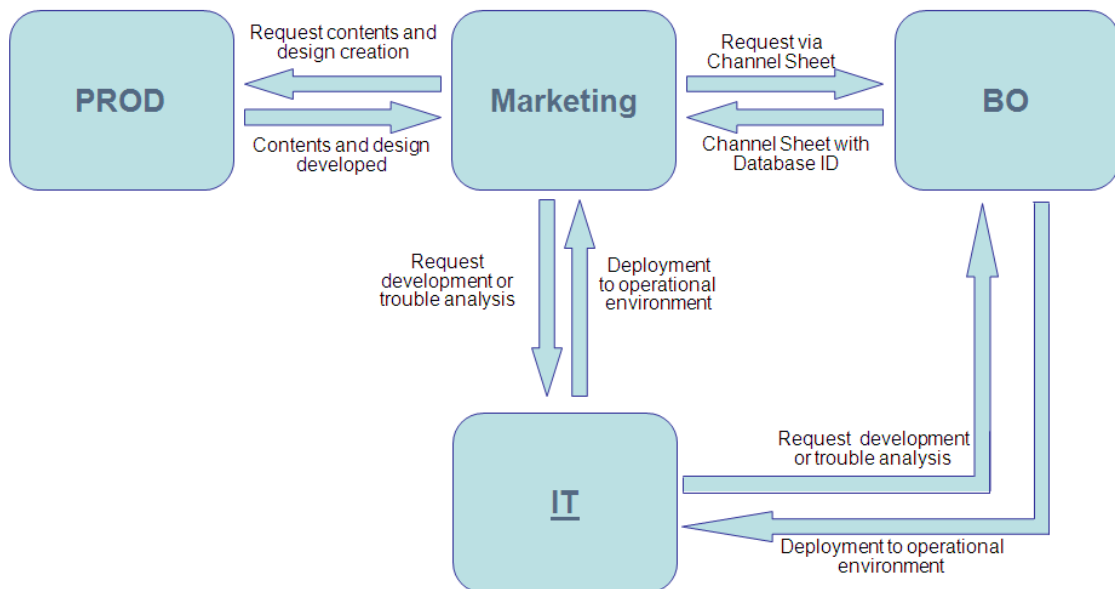 Request contents and
design creation
Request via
Channel Sheet
PROD
Marketing
BO
Contents and design
developed
Channel Sheet with
Database ID
Request
development or
trouble analysis
Deployment
to operational
environment
Request development
or trouble analysis
IT
Deployment to operational
environment